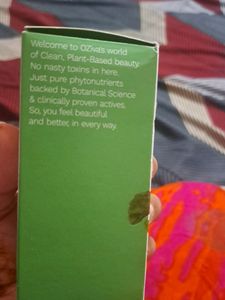 Welcome to OZiva's world
of Clean, Plant-Based beauty.
No nasty toxins in here.
Just pure phytonutrients
backed by Botanical Science
& clinically proven actives.
So, you feel beautiful
and better, in every way.